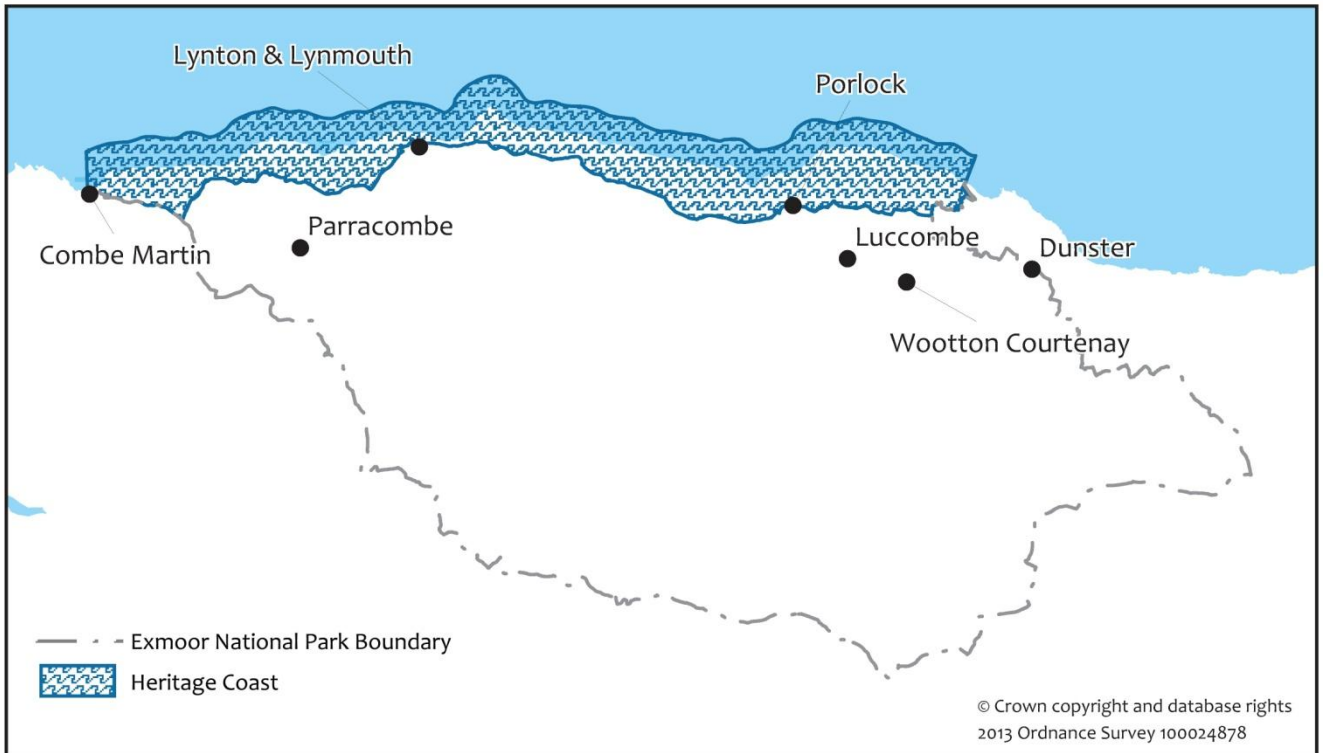 Lynton & Lynmouth
Porlock
Parracombe
Combe Martin
Luccombe
Dunster
Wootton Courtenay
Exmoor National Park Boundary
Heritage Coast
© Crown copyright and database rights
2013 Ordnance Survey 100024878